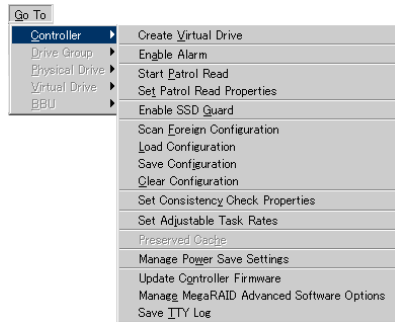 Go To
Controller
Drive Group
Physical Drive
Virtual Drive
BBU
Create Virtual Drive
Enable Alarm
Start Patrol Read
Set Patrol Read Properties
Enable SSD Guard
Scan Foreign Configuration
Load Configuration
Save Configuration
Clear Configuration
Set Consistency Check Properties
Set Adjustable Task Rates
Preserved Cache
Manage Power Save Settings
Update Controller Firmware
Manage MegaRAID Advanced Software Options
Save TTY Log